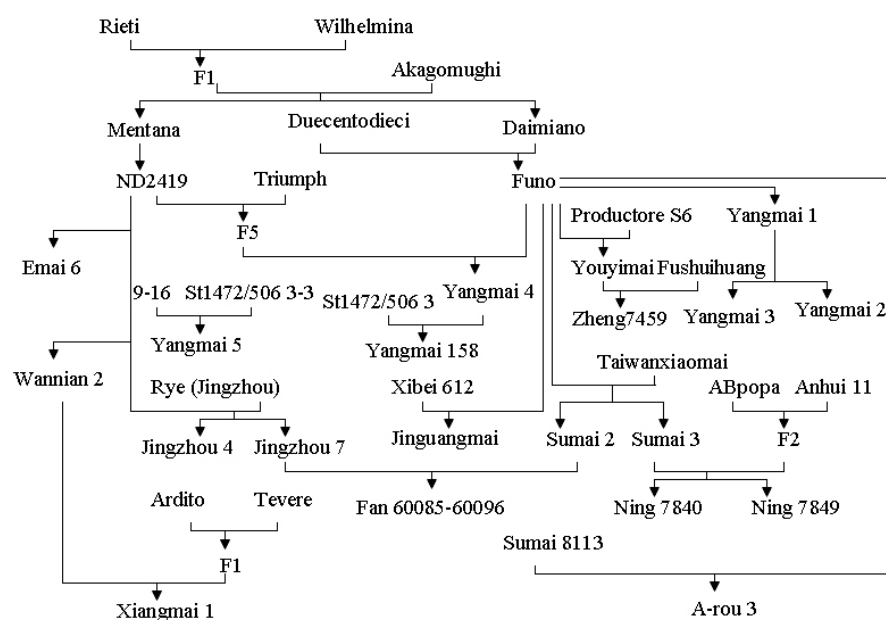 Rieti Wilhelmina
F1 Akagomughi
Mentana Duecentodieci Daimiano
ND2419 Triumph Funo
F5 Productore S6 Yangmai 1
Emai 6 Youyimai Fushuihuang
9-16 St1472/506 3-3 St1472/506 3 Yangmai 4
Zheng7459 Yangmai 3 Yangmai 2
Yangmai 5 Yangmai 158
Wannian 2 Rye (Jingzhou) Xibei 612 Taiwanxiaomai ABpopa Anhui 11
Jingzhou 4 Jingzhou 7 Jinguangmai Sumai 2 Sumai 3 F2
Ardito Tevere Fan 60085-60096 Ning 7840 Ning 7849
F1 Sumai 8113
Xiangmai 1 A-rou 3